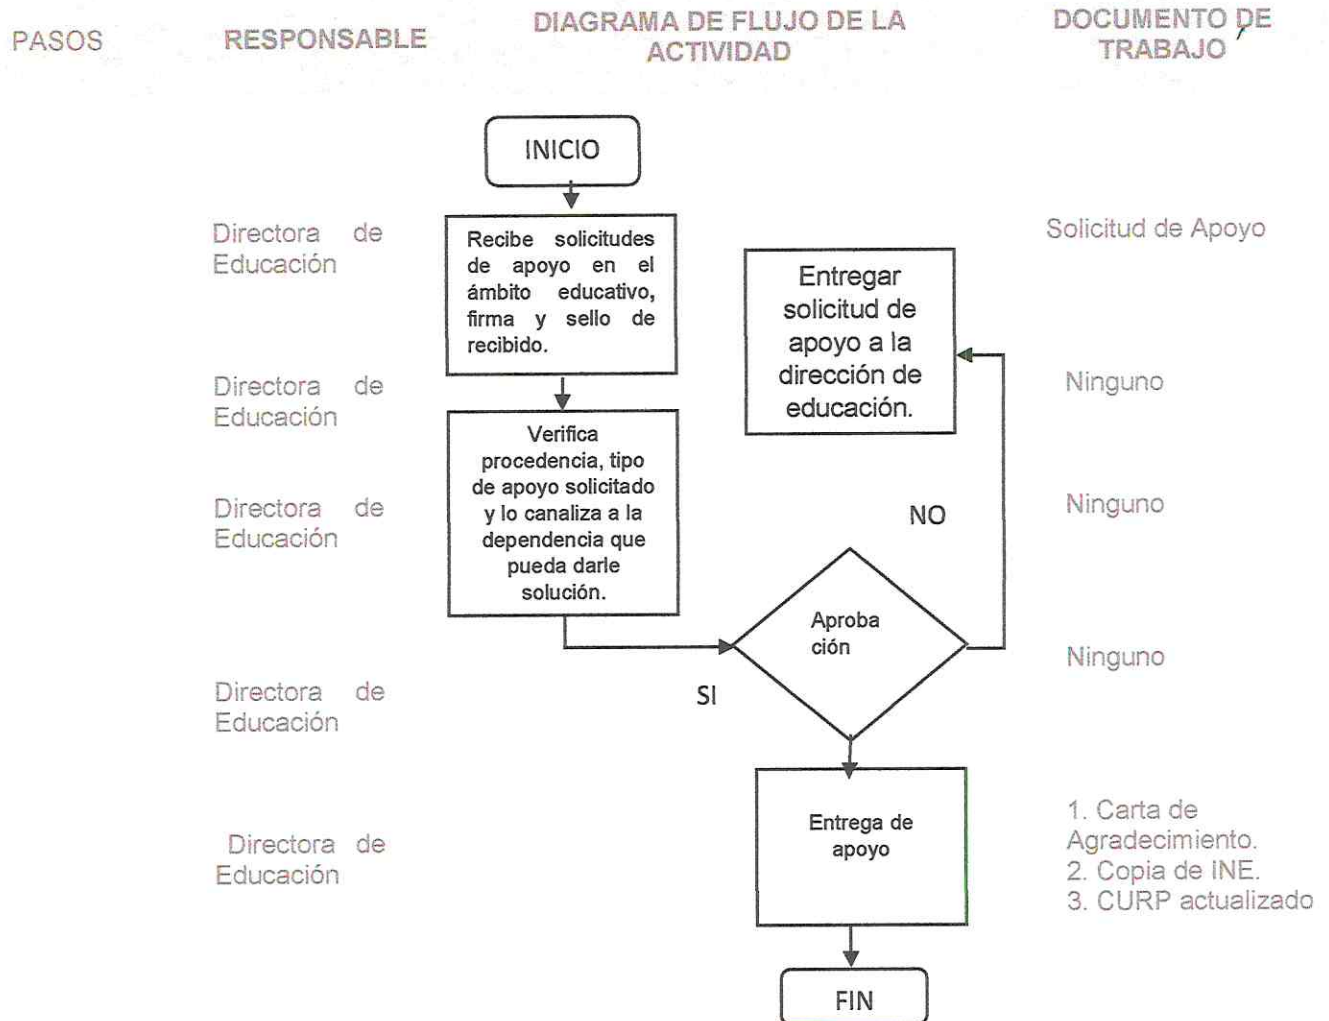 PASOS
RESPONSABLE
DIAGRAMA DE FLUJO DE LA
ACTIVIDAD
DOCUMENTO DE
TRABAJO
INICIO
Directora de
Educación
Recibe solicitudes
de apoyo en el
ámbito educativo,
firma y sello de
recibido.
Solicitud de Apoyo
Entregar
solicitud de
apoyo a la
dirección de
educación.
Directora de
Educación
Ninguno
Verifica
procedencia, tipo
de apoyo solicitado
y lo canaliza a la
dependencia que
pueda darle
solución.
Directora de
Educación
NO
Ninguno
Aproba
ción
Ninguno
Directora de
Educación
SI
Directora de
Educación
Entrega de
apoyo
1. Carta de
Agradecimiento.
2. Copia de INE.
3. CURP actualizado
FIN